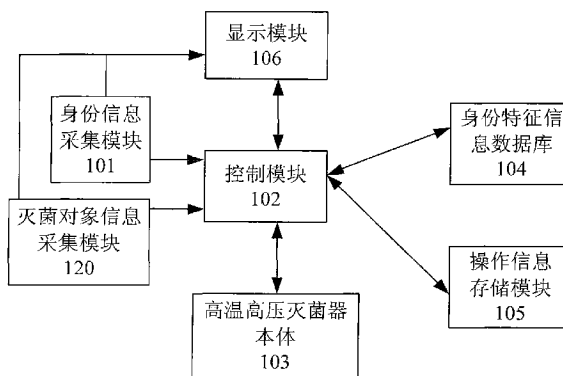 显示模块
106
身份信息
采集模块
101
控制模块
102
身份特征信
息数据库
104
灭菌对象信息
采集模块
120
操作信息
存储模块
105
高温高压灭菌器
本体
103